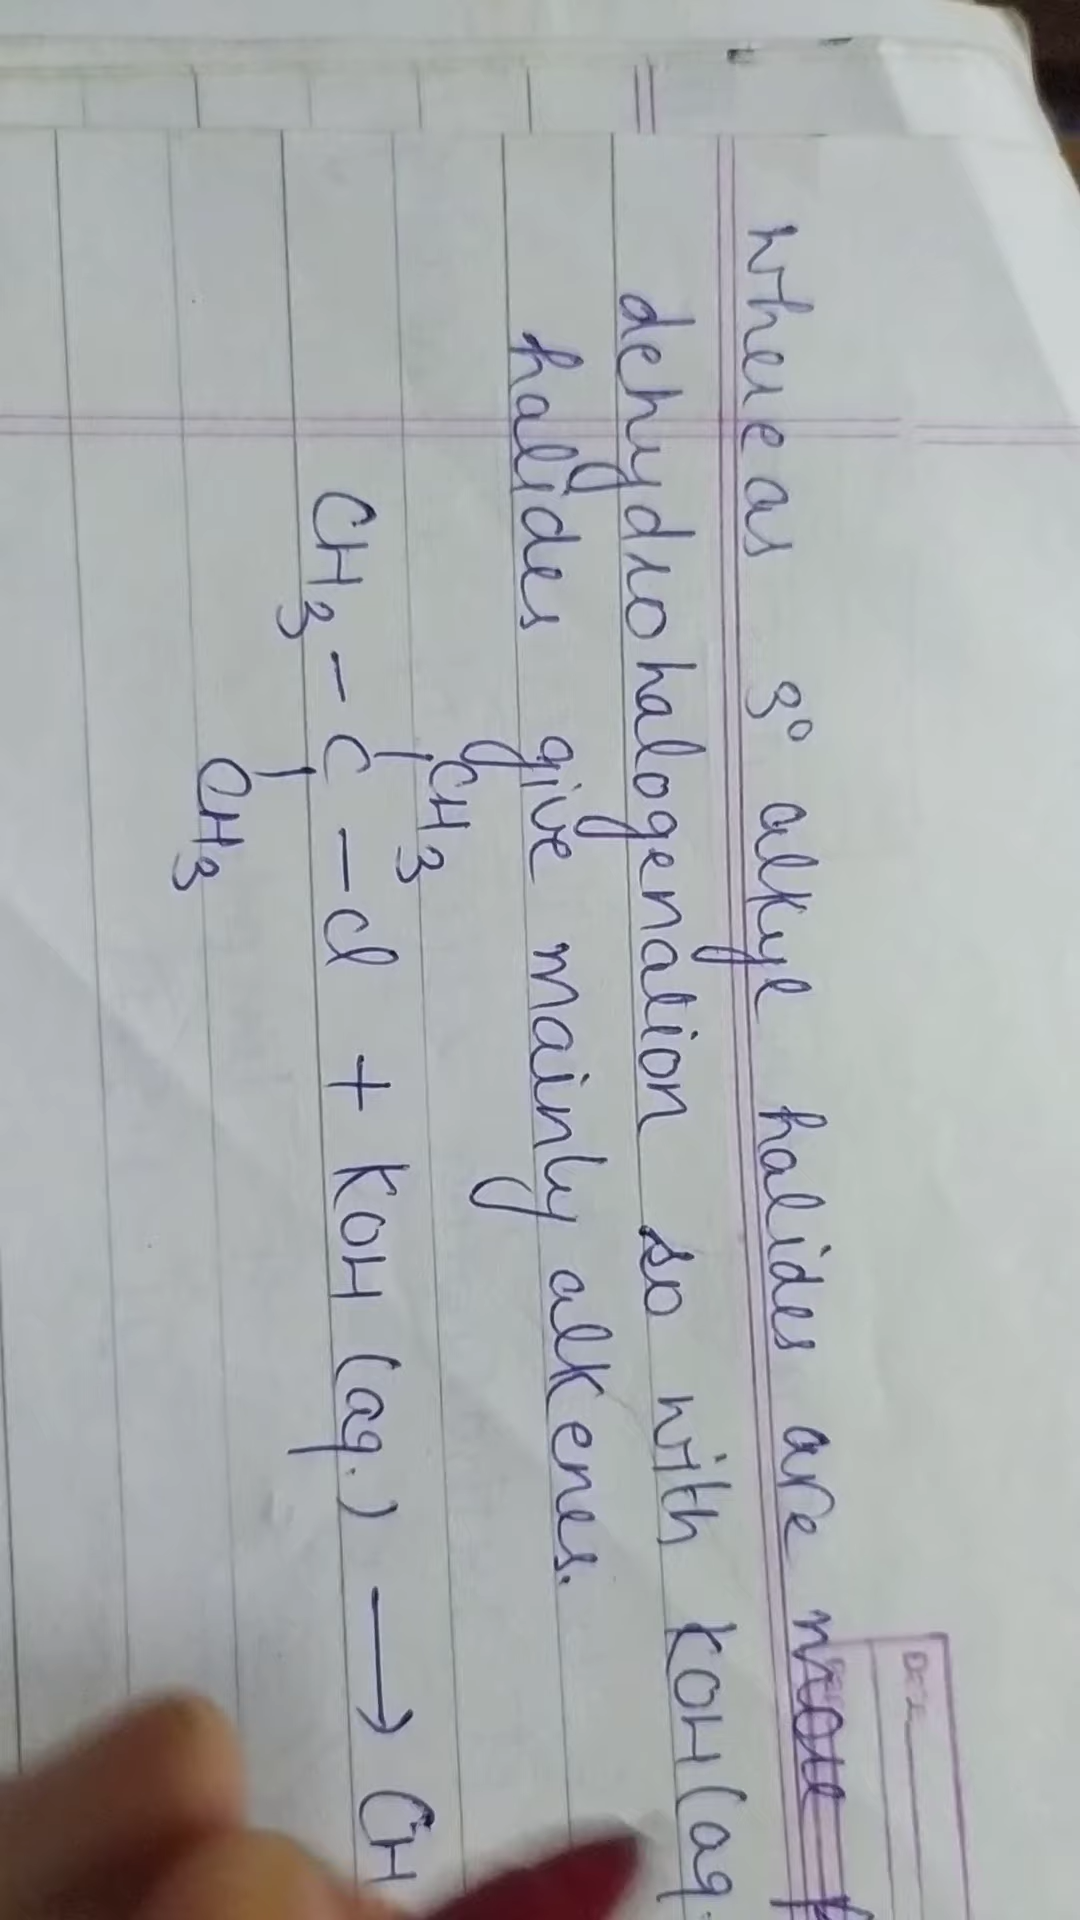 Date
whereas 3° alkyl halides are more
dehydrohalogenation so with KOH (aq.
halides give mainly alkenes.
CH3
CH3 - C - Cl + KOH (aq.) → CH
CH3